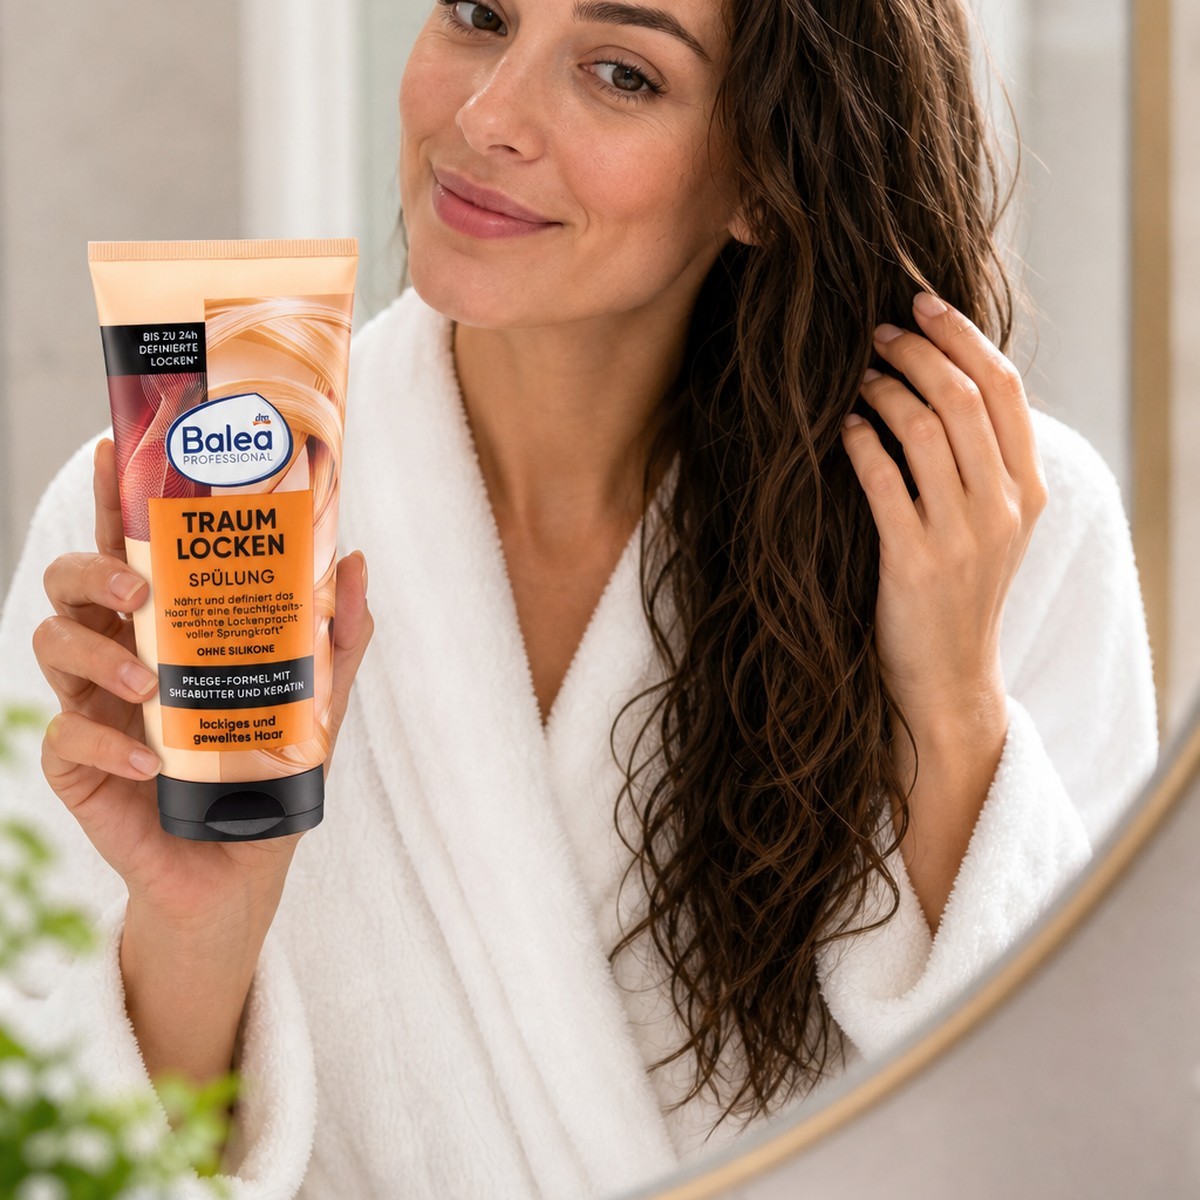 BIS ZU 24h
DEFINIERTE
LOCKEN*
dm
Balea
PROFESSIONAL
TRAUM
LOCKEN
SPÜLUNG
Nährt und definiert das
Haar für eine feuchtigkeits-
verwöhnte Lockenpracht
voller Sprungkraft*
OHNE SILIKONE
PFLEGE-FORMEL MIT
SHEABUTTER UND KERATIN
lockiges und
gewelltes Haar